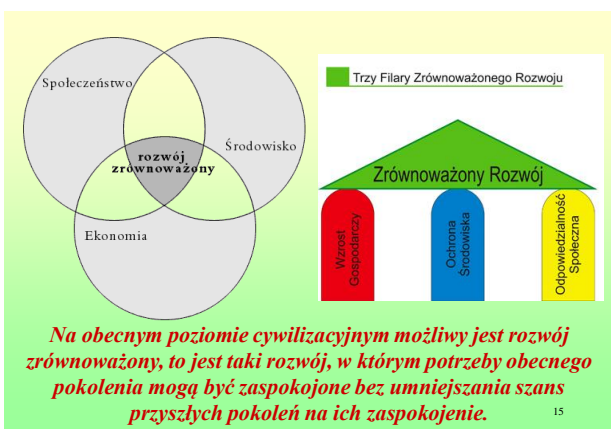 Społeczeństwo
Środowisko
rozwój
zrównoważony
Ekonomia
Trzy Filary Zrównoważonego Rozwoju
Zrównoważony Rozwój
Wzrost
Gospodarczy
Ochrona
Środowiska
Odpowiedzialność
Społeczna
Na obecnym poziomie cywilizacyjnym możliwy jest rozwój
zrównoważony, to jest taki rozwój, w którym potrzeby obecnego
pokolenia mogą być zaspokojone bez umniejszania szans
przyszłych pokoleń na ich zaspokojenie.
15